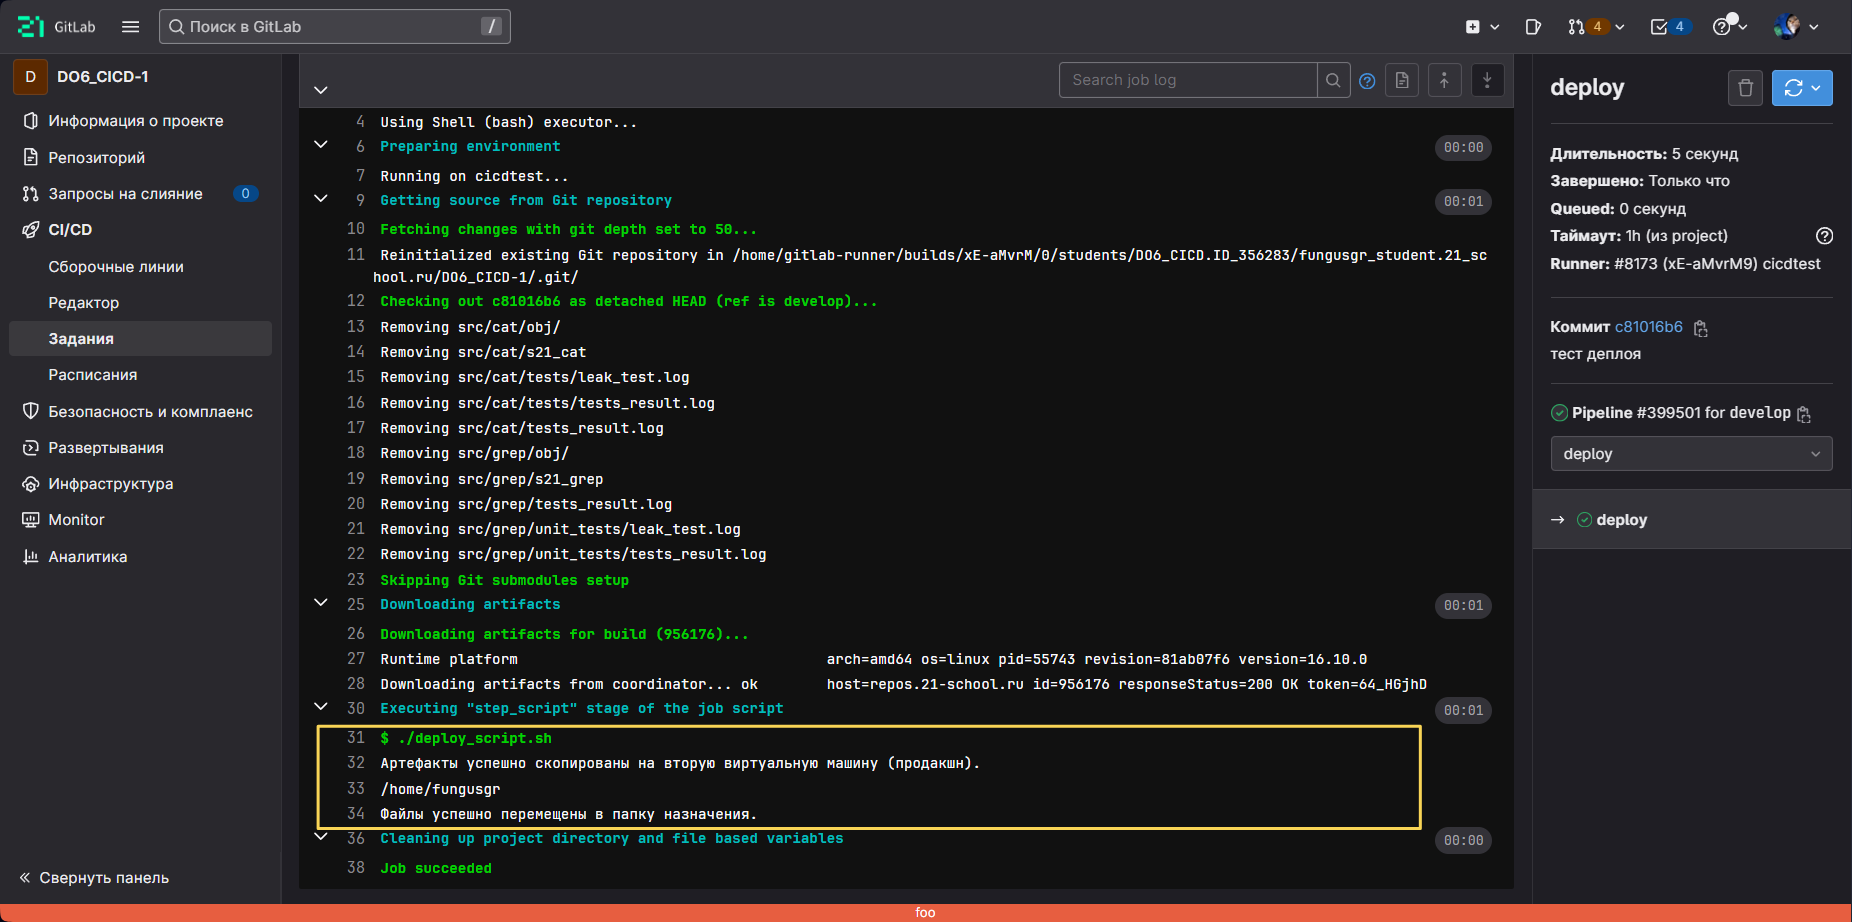 GitLab
Поиск в GitLab
/
4
4
D
DO6_CICD-1
Информация о проекте
Репозиторий
Запросы на слияние
0
CI/CD
Сборочные линии
Редактор
Задания
Расписания
Безопасность и комплаенс
Развертывания
Инфраструктура
Monitor
Аналитика
Свернуть панель
Search job log
4 Using Shell (bash) executor...
6 Preparing environment 00:00
7 Running on cicdtest...
9 Getting source from Git repository 00:01
10 Fetching changes with git depth set to 50...
11 Reinitialized existing Git repository in /home/gitlab-runner/builds/xE-aMvrM/0/students/DO6_CICD.ID_356283/fungusgr_student.21_sc
hool.ru/DO6_CICD-1/.git/
12 Checking out c81016b6 as detached HEAD (ref is develop)...
13 Removing src/cat/obj/
14 Removing src/cat/s21_cat
15 Removing src/cat/tests/leak_test.log
16 Removing src/cat/tests/tests_result.log
17 Removing src/cat/tests_result.log
18 Removing src/grep/obj/
19 Removing src/grep/s21_grep
20 Removing src/grep/tests_result.log
21 Removing src/grep/unit_tests/leak_test.log
22 Removing src/grep/unit_tests/tests_result.log
23 Skipping Git submodules setup
25 Downloading artifacts 00:01
26 Downloading artifacts for build (956176)...
27 Runtime platform arch=amd64 os=linux pid=55743 revision=81ab07f6 version=16.10.0
28 Downloading artifacts from coordinator... ok host=repos.21-school.ru id=956176 responseStatus=200 OK token=64_HGjhD
30 Executing "step_script" stage of the job script 00:01
31 $ ./deploy_script.sh
32 Артефакты успешно скопированы на вторую виртуальную машину (продакшн).
33 /home/fungusgr
34 Файлы успешно перемещены в папку назначения.
36 Cleaning up project directory and file based variables 00:00
38 Job succeeded
deploy
Длительность: 5 секунд
Завершено: Только что
Queued: 0 секунд
Таймаут: 1h (из project)
Runner: #8173 (xE-aMvrM9) cicdtest
Коммит c81016b6
тест деплоя
Pipeline #399501 for develop
deploy
→ deploy
foo